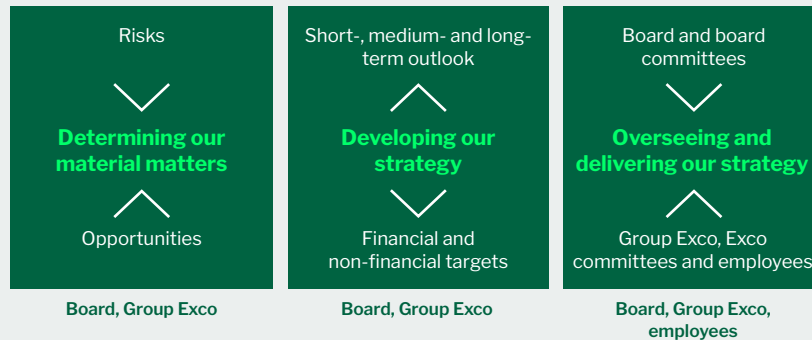 Risks
Determining our
material matters
Opportunities
Board, Group Exco
Short-, medium- and long-
term outlook
Developing our
strategy
Financial and
non-financial targets
Board, Group Exco
Board and board
committees
Overseeing and
delivering our strategy
Group Exco, Exco
committees and employees
Board, Group Exco,
employees